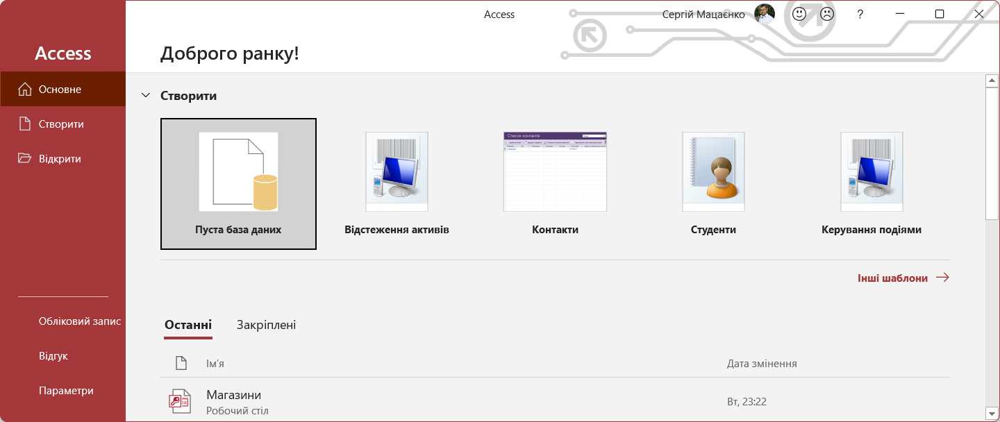 Access
Сергій Мацаєнко
?
Access
Доброго ранку!
Основне
Створити
Відкрити
Створити
Список контактів
Пуста база даних
Відстеження активів
Контакти
Студенти
Керування подіями
Інші шаблони
Останні
Закріплені
Ім’я
Дата змінення
Магазини
Робочий стіл
Вт, 23:22
Обліковий запис
Відгук
Параметри